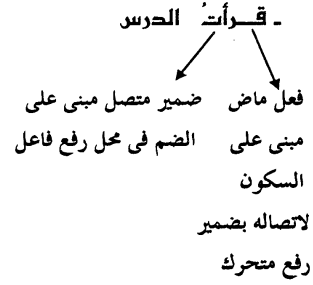 ـ قـــرأتُ الدرس
فعل ماض ضمير متصل مبنى على
مبنى على الضم فى محل رفع فاعل
السكون
لاتصاله بضمير
رفع متحرك